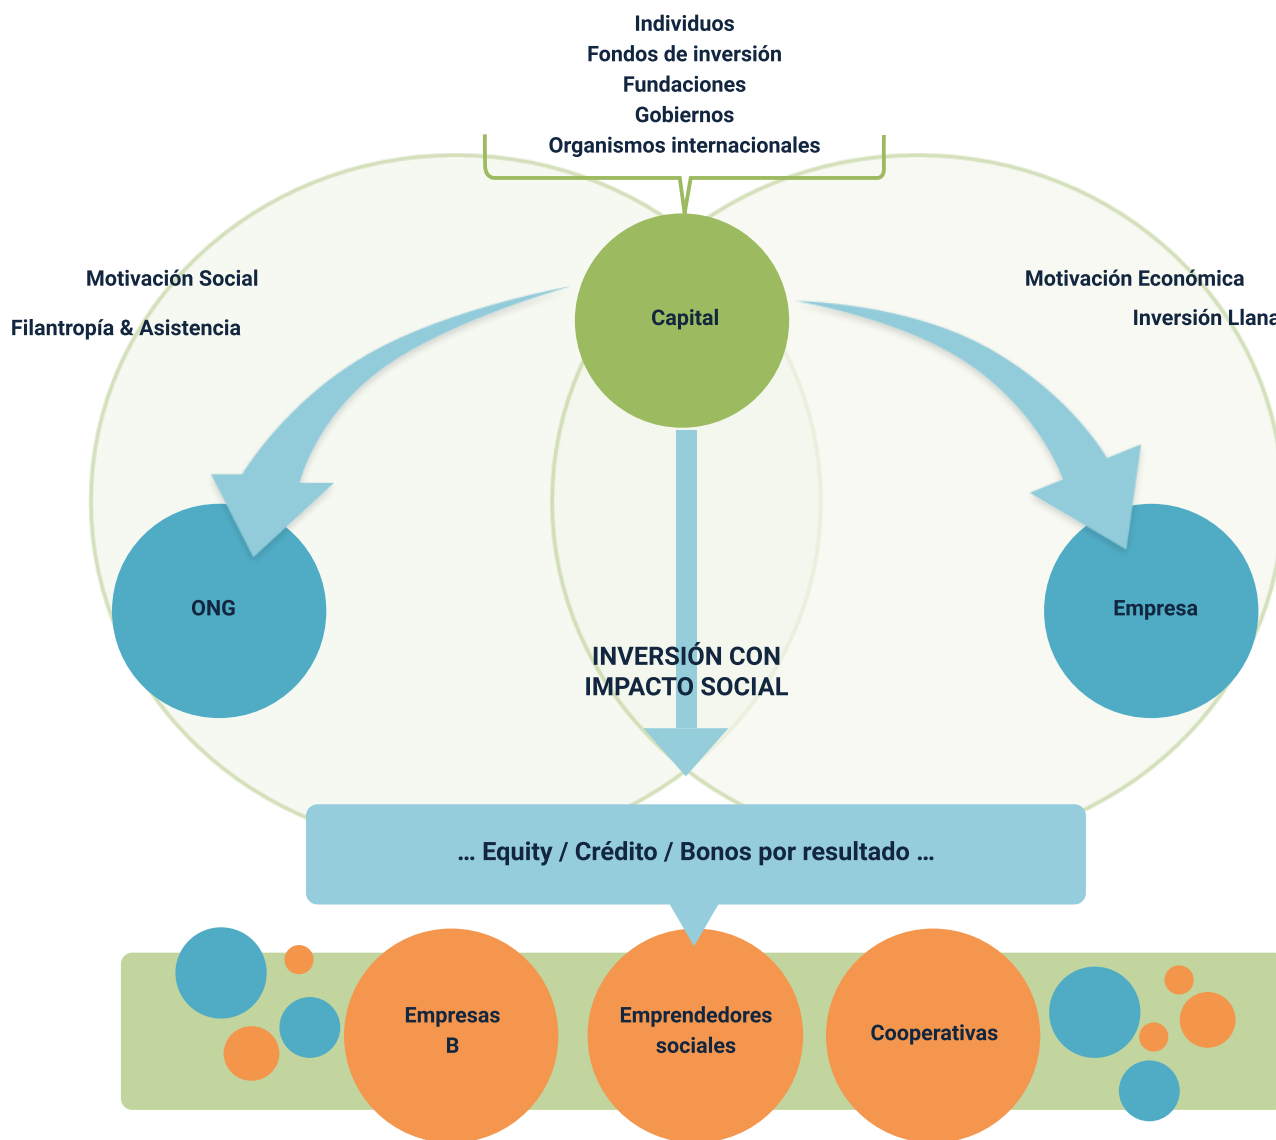 Individuos
Fondos de inversión
Fundaciones
Gobiernos
Organismos internacionales
Motivación Social
Filantropía & Asistencia
Capital
Motivación Económica
Inversión Llana
ONG
Empresa
INVERSIÓN CON
IMPACTO SOCIAL
... Equity / Crédito / Bonos por resultado ...
Empresas
B
Emprendedores
sociales
Cooperativas